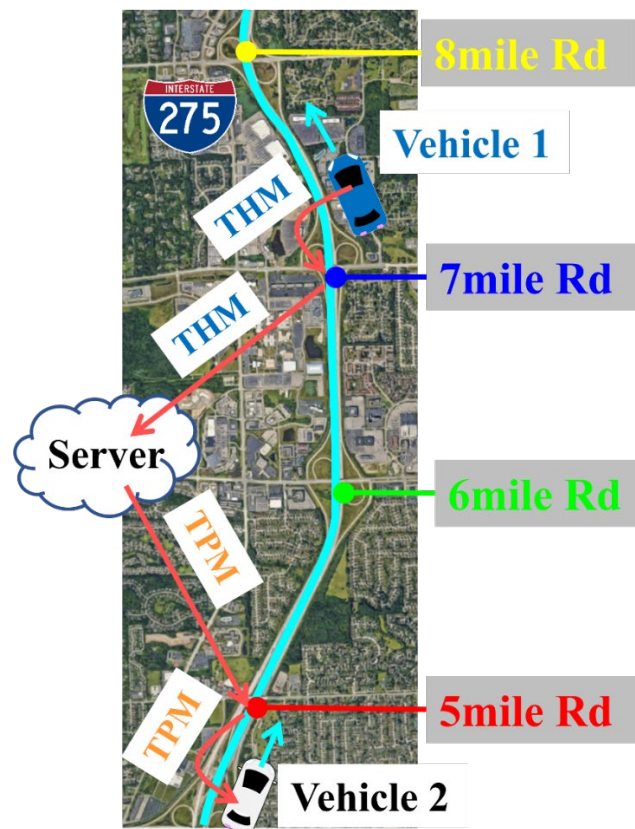 8mile Rd
INTERSTATE
275
Vehicle 1
THM
7mile Rd
THM
Server
6mile Rd
TPM
5mile Rd
TPM
Vehicle 2